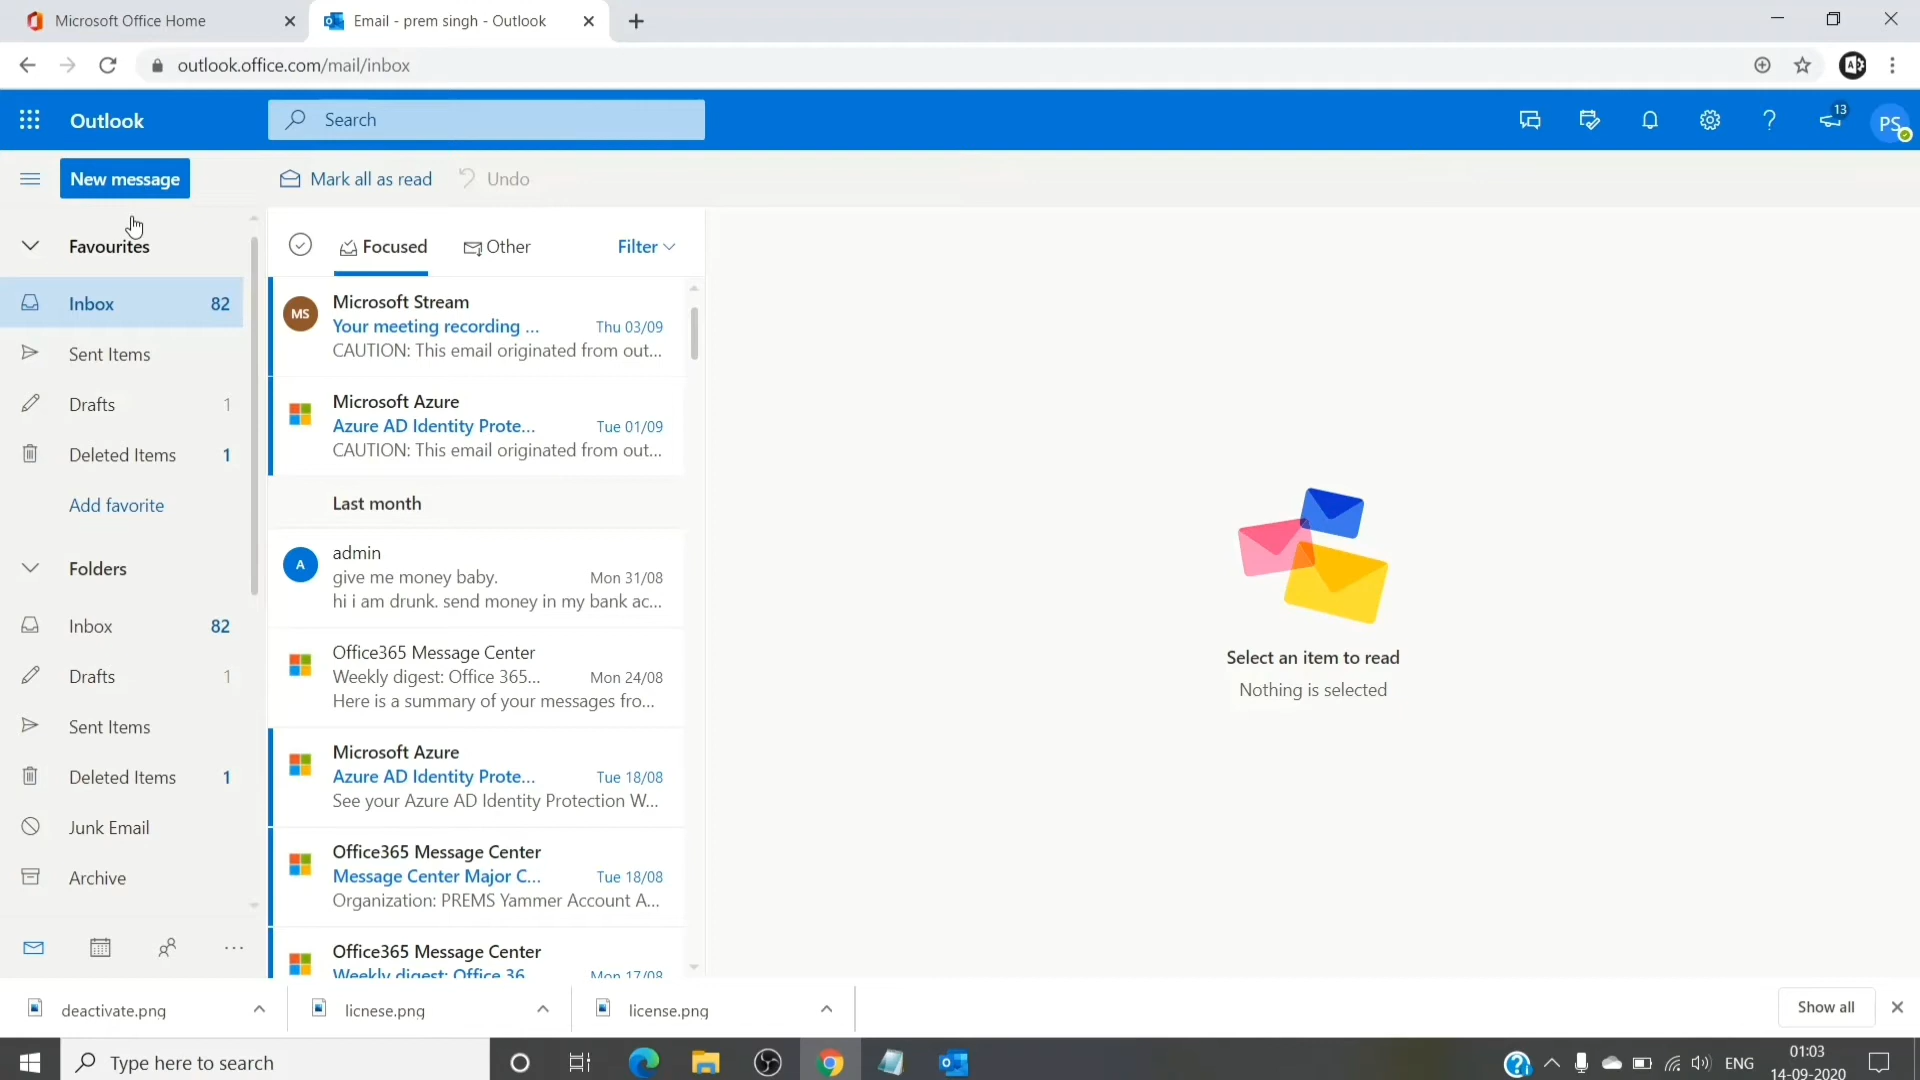 Microsoft Office Home
Email - prem singh - Outlook
outlook.office.com/mail/inbox
Outlook
Search
13
PS
New message
Mark all as read
Undo
Favourites
Inbox 82
Sent Items
Drafts 1
Deleted Items 1
Add favorite
Folders
Inbox 82
Drafts 1
Sent Items
Deleted Items 1
Junk Email
Archive
Focused
Other
Filter
MS
Microsoft Stream
Your meeting recording ... Thu 03/09
CAUTION: This email originated from out...
Microsoft Azure
Azure AD Identity Prote... Tue 01/09
CAUTION: This email originated from out...
Last month
A
admin
give me money baby. Mon 31/08
hi i am drunk. send money in my bank ac...
Office365 Message Center
Weekly digest: Office 365... Mon 24/08
Here is a summary of your messages fro...
Microsoft Azure
Azure AD Identity Prote... Tue 18/08
See your Azure AD Identity Protection W...
Office365 Message Center
Message Center Major C... Tue 18/08
Organization: PREMS Yammer Account A...
Office365 Message Center
Weekly digest: Office 36 Mon 17/08
Select an item to read
Nothing is selected
deactivate.png
licnese.png
license.png
Show all
Type here to search
ENG
01:03
14-09-2020